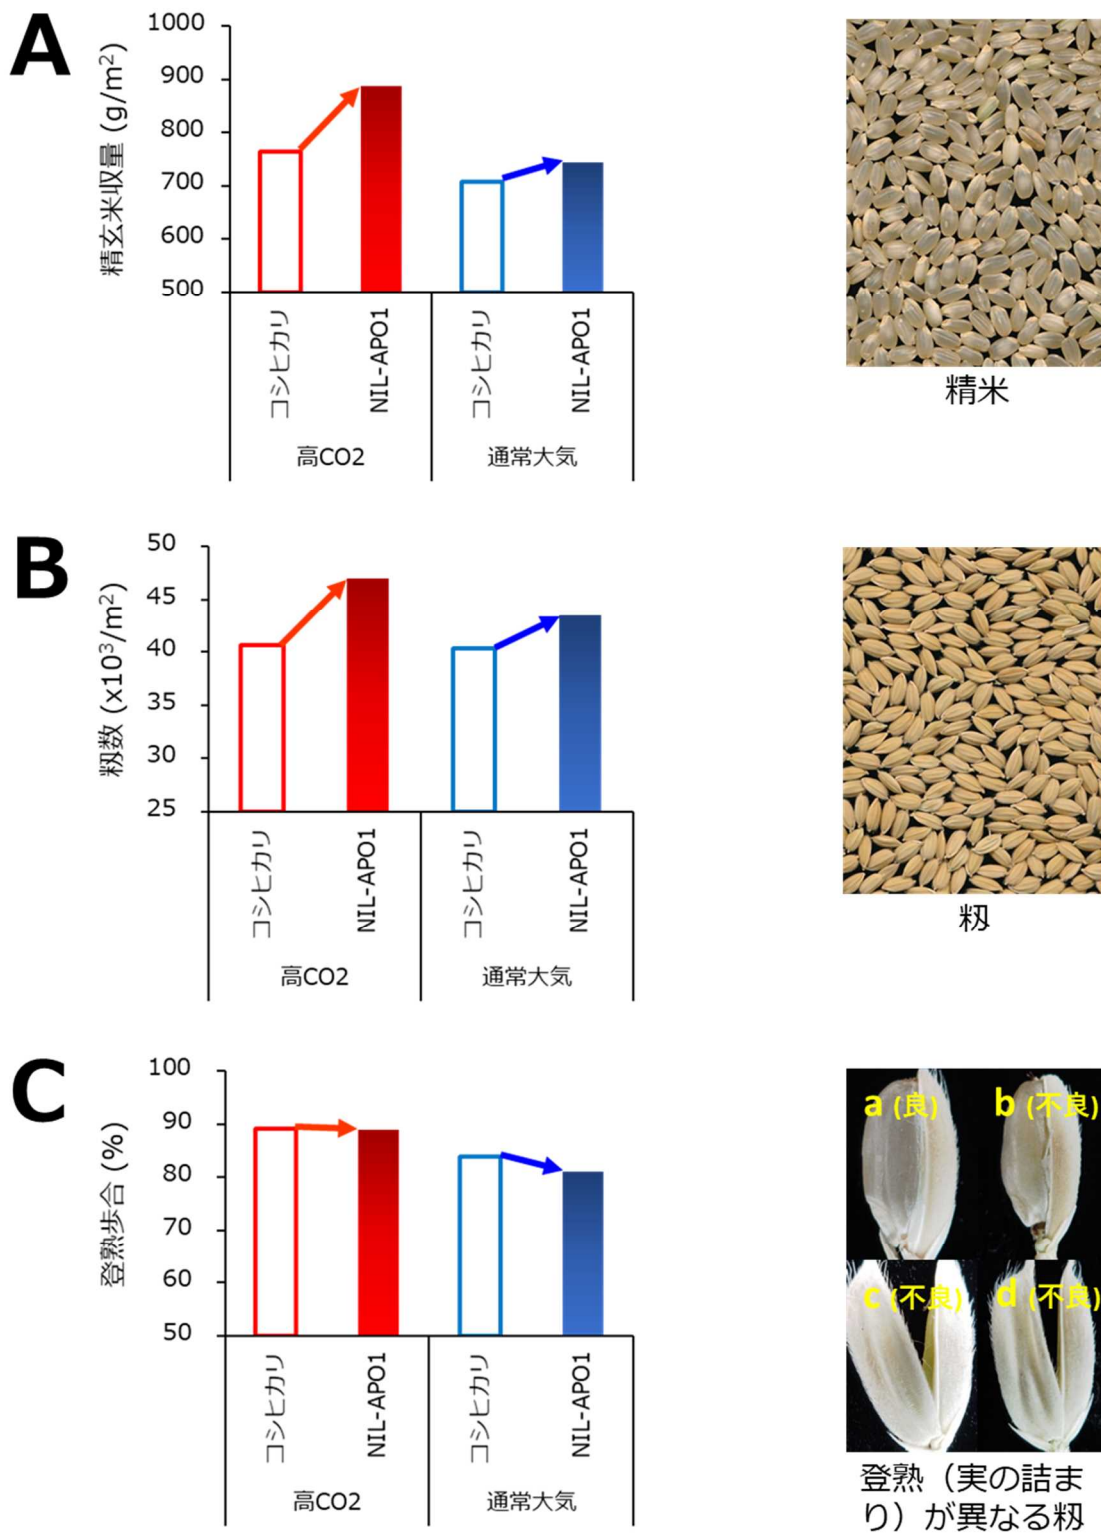 A
精玄米収量 (g/m²)
1000
900
800
700
600
500
コシヒカリ
NIL-APO1
コシヒカリ
NIL-APO1
高CO2
通常大気
精米
B
籾数 (x10³/m²)
50
45
40
35
30
25
コシヒカリ
NIL-APO1
コシヒカリ
NIL-APO1
高CO2
通常大気
籾
C
登熟歩合 (%)
100
90
80
70
60
50
コシヒカリ
NIL-APO1
コシヒカリ
NIL-APO1
高CO2
通常大気
a (良)
b (不良)
c (不良)
d (不良)
登熟（実の詰ま
り）が異なる籾